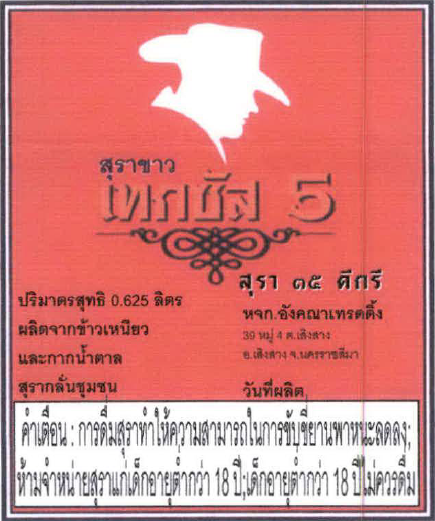 สุราขาว
เทกซัส 5
สุรา ๓๕ ดีกรี
ปริมาตรสุทธิ 0.625 ลิตร
หจก.อังคณาเทรดดิ้ง
ผลิตจากข้าวเหนียว
39 หมู่ 4 ต.เสิงสาง
และกากน้ำตาล
อ.เสิงสาง จ.นครราชสีมา
สุรากลั่นชุมชน
วันที่ผลิต
คำเตือน : การดื่มสุราทำให้ความสามารถในการขับขี่ยานพาหนะลดลง;
ห้ามจำหน่ายสุราแก่เด็กอายุต่ำกว่า 18 ปี;เด็กอายุต่ำกว่า 18 ปีไม่ควรดื่ม